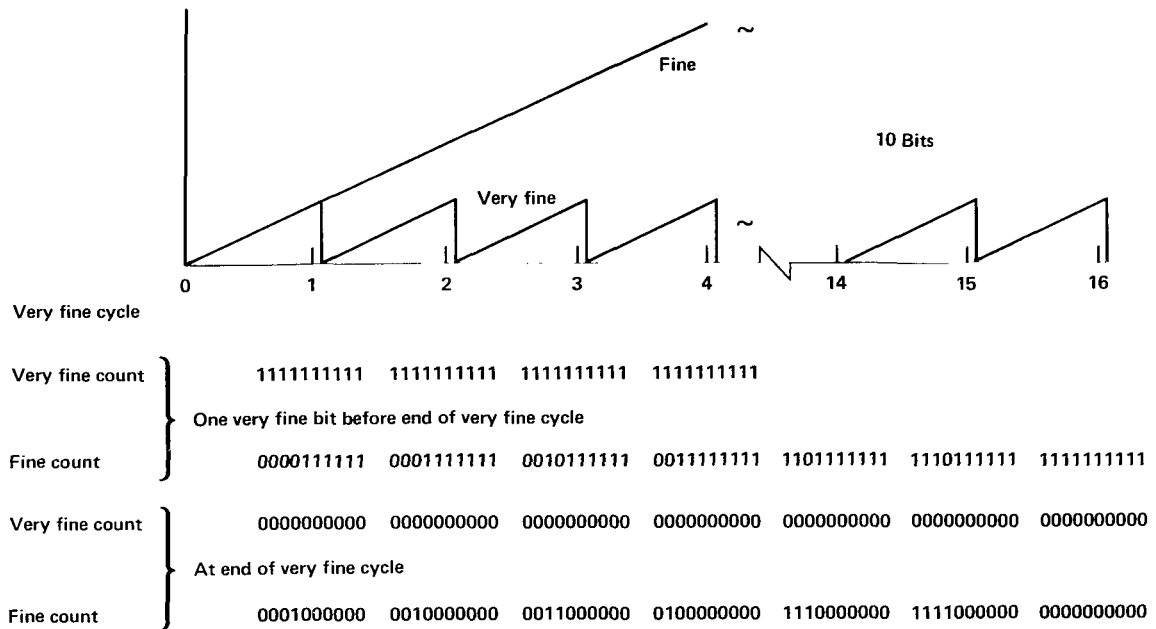 ~
Fine
10 Bits
Very fine
~
0 1 2 3 4 14 15 16
Very fine cycle
Very fine count 1111111111 1111111111 1111111111 1111111111
One very fine bit before end of very fine cycle
Fine count 0000111111 0001111111 0010111111 0011111111 1101111111 1110111111 1111111111
Very fine count 0000000000 0000000000 0000000000 0000000000 0000000000 0000000000 0000000000
At end of very fine cycle
Fine count 0001000000 0010000000 0011000000 0100000000 1110000000 1111000000 0000000000